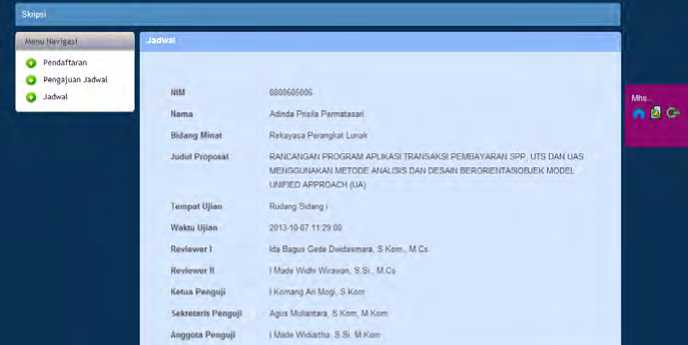 Skripsi
Menu Navigasi
Pendaftaran
Pengajuan Jadwal
Jadwal
Jadwal
NIM 0808605006
Nama Adinda Prisila Permatasari
Bidang Minat Rekayasa Perangkat Lunak
Judul Proposal RANCANGAN PROGRAM APLIKASI TRANSAKSI PEMBAYARAN SPP, UTS DAN UAS
MENGGUNAKAN METODE ANALISIS DAN DESAIN BERORIENTASIOBJEK MODEL
UNIFIED APPROACH (UA)
Tempat Ujian Rudang Sidang i
Waktu Ujian 2013-10-07 11:29:00
Reviewer I Ida Bagus Gede Dwidasmara, S.Kom., M.Cs.
Reviewer II I Made Widhi Wirawan, S.Si., M.Cs
Ketua Penguji I Komang Ari Mogi, S.Kom
Sekretaris Penguji Agus Muliantara, S.Kom, M.Kom
Anggota Penguji I Made Widiartha, S.Si, M.Kom
Mhs...